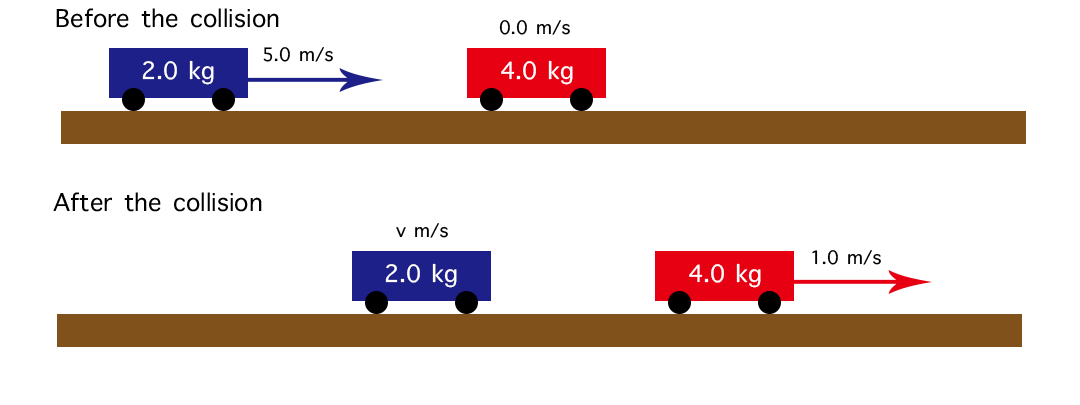 Before the collision
0.0 m/s
5.0 m/s
2.0 kg
4.0 kg
After the collision
v m/s
1.0 m/s
2.0 kg
4.0 kg